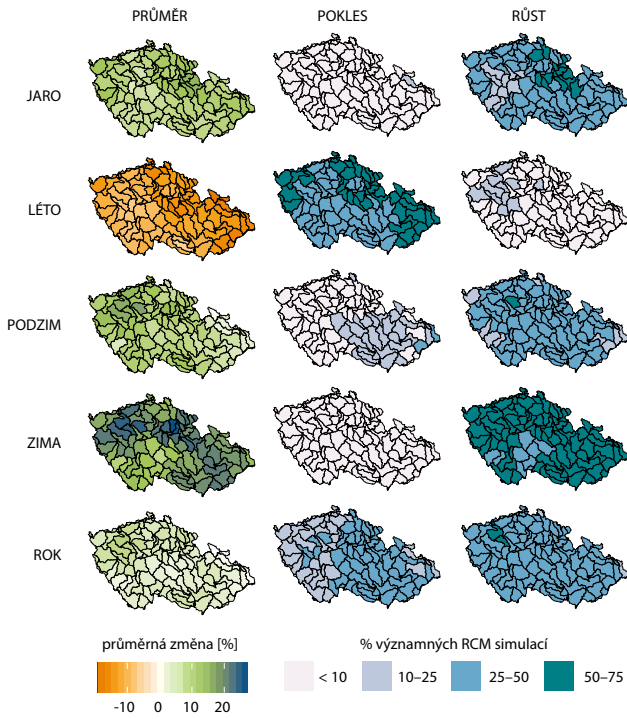 PRŮMĚR POKLES RŮST
JARO
LÉTO
PODZIM
ZIMA
ROK
průměrná změna [%] % významných RCM simulací
-10 0 10 20 < 10 10–25 25–50 50–75